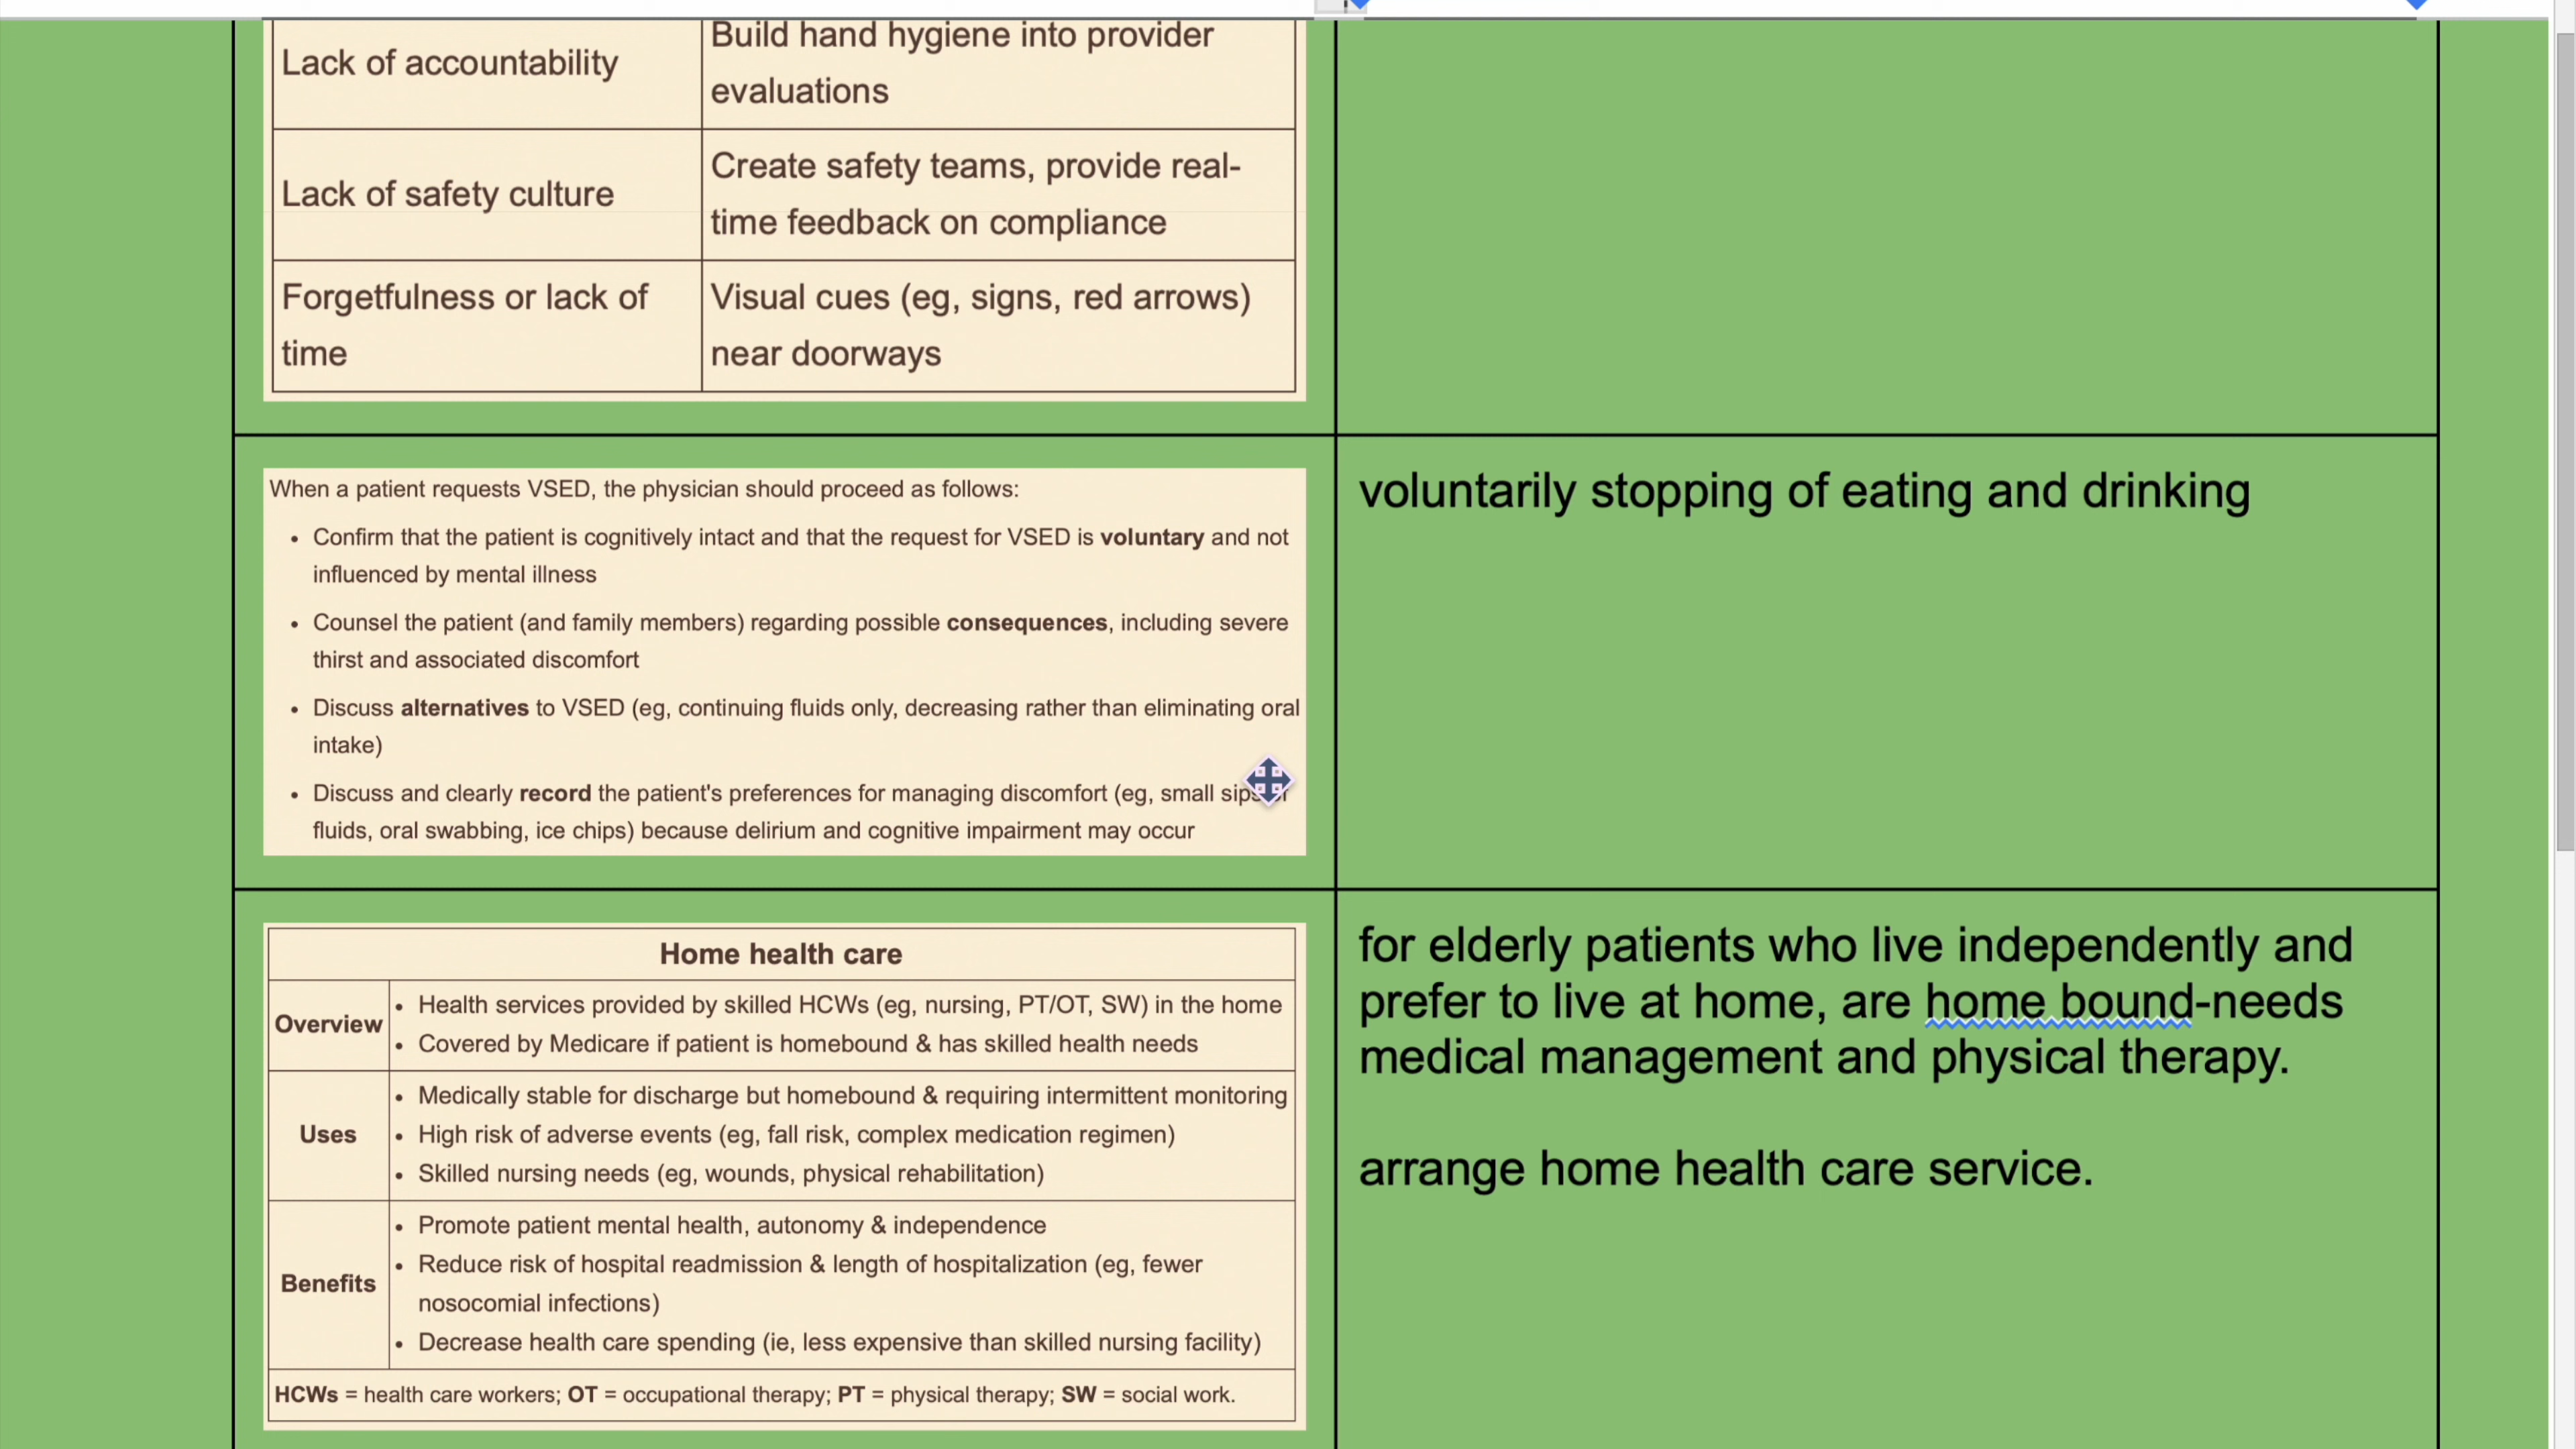 Lack of accountability
Build hand hygiene into provider
evaluations
Lack of safety culture
Create safety teams, provide real-
time feedback on compliance
Forgetfulness or lack of
time
Visual cues (eg, signs, red arrows)
near doorways
When a patient requests VSED, the physician should proceed as follows:
• Confirm that the patient is cognitively intact and that the request for VSED is voluntary and not
influenced by mental illness
• Counsel the patient (and family members) regarding possible consequences, including severe
thirst and associated discomfort
• Discuss alternatives to VSED (eg, continuing fluids only, decreasing rather than eliminating oral
intake)
• Discuss and clearly record the patient's preferences for managing discomfort (eg, small sips
fluids, oral swabbing, ice chips) because delirium and cognitive impairment may occur
voluntarily stopping of eating and drinking
Home health care
Overview
• Health services provided by skilled HCWs (eg, nursing, PT/OT, SW) in the home
• Covered by Medicare if patient is homebound & has skilled health needs
Uses
• Medically stable for discharge but homebound & requiring intermittent monitoring
• High risk of adverse events (eg, fall risk, complex medication regimen)
• Skilled nursing needs (eg, wounds, physical rehabilitation)
Benefits
• Promote patient mental health, autonomy & independence
• Reduce risk of hospital readmission & length of hospitalization (eg, fewer
nosocomial infections)
• Decrease health care spending (ie, less expensive than skilled nursing facility)
HCWs = health care workers; OT = occupational therapy; PT = physical therapy; SW = social work.
for elderly patients who live independently and
prefer to live at home, are home bound-needs
medical management and physical therapy.
arrange home health care service.